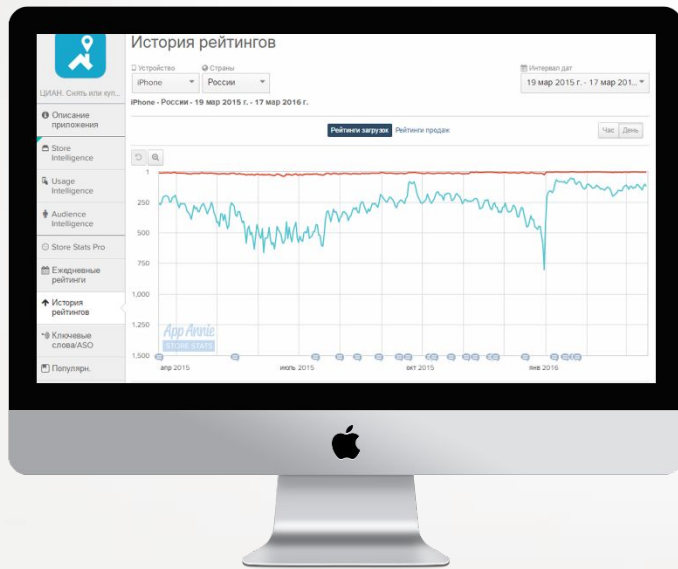 История рейтингов
Устройство
Страны
Интервал дат
iPhone
России
19 мар 2015 г. - 17 мар 201...
iPhone - России - 19 мар 2015 г. - 17 мар 2016 г.
Рейтинги загрузок
Рейтинги продаж
Час
День
ЦИАН. Снять или куп...
Описание
приложения
Store
Intelligence
Usage
Intelligence
Audience
Intelligence
Store Stats Pro
Ежедневные
рейтинги
История
рейтингов
Ключевые
слова/ASO
Популярн.
1
250
500
750
1,000
1,250
1,500
App Annie
STORE STATS
апр 2015
июль 2015
окт 2015
янв 2016